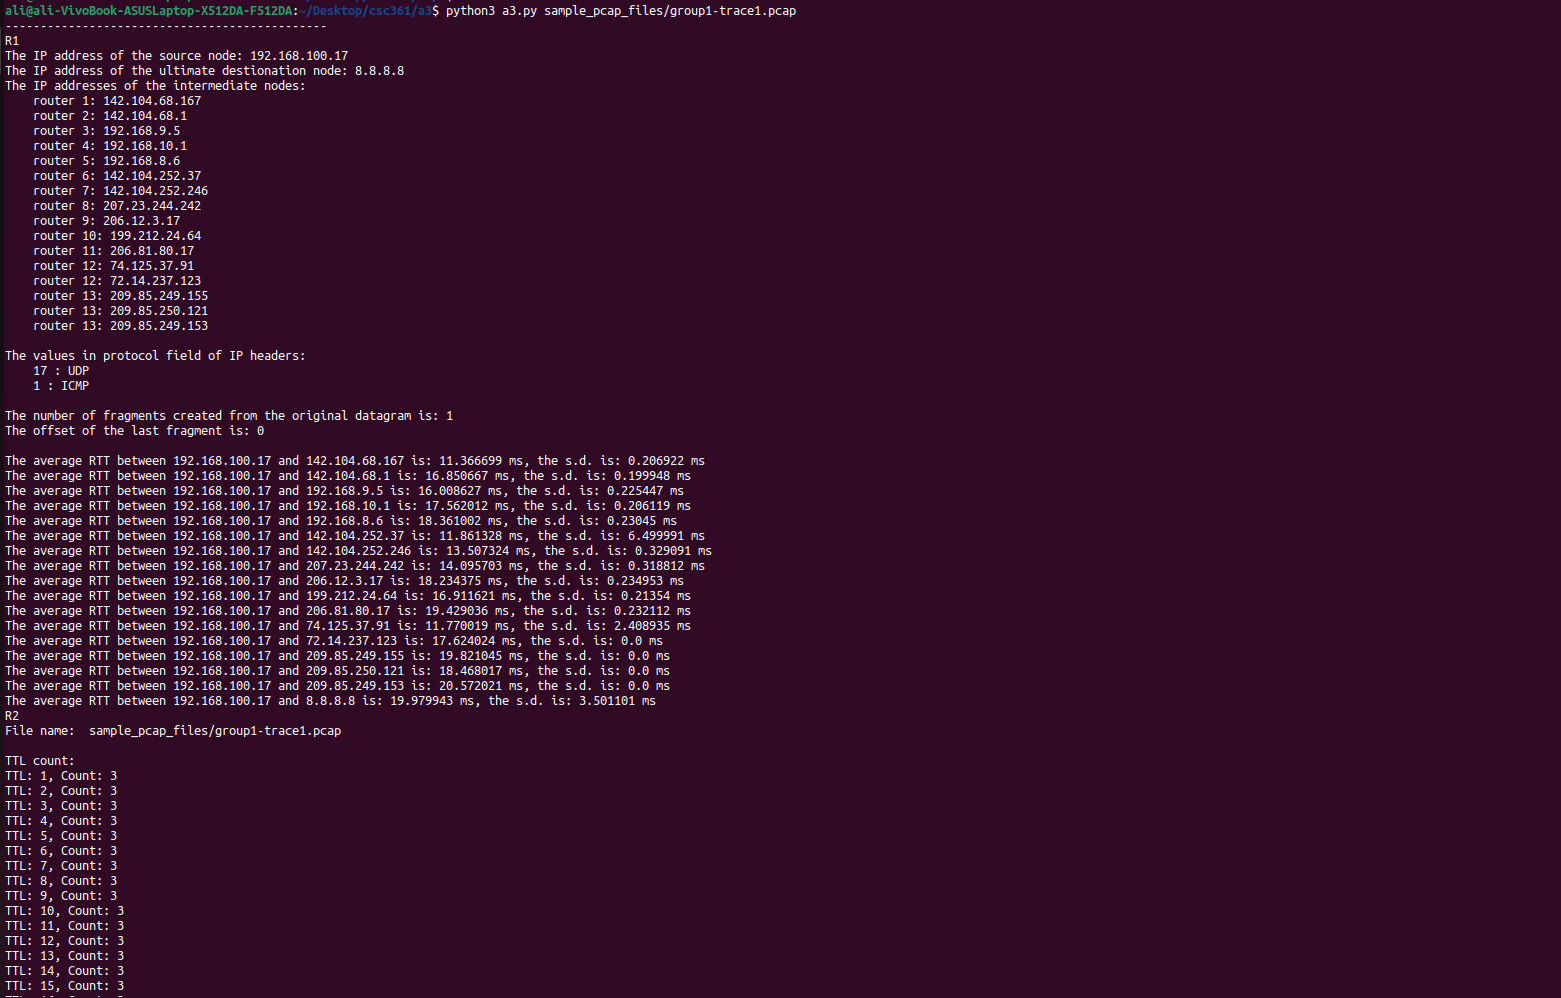 ali@ali-VivoBook-ASUSLaptop-X512DA-F512DA:~/Desktop/csc361/a3$ python3 a3.py sample_pcap_files/group1-trace1.pcap
----------------------------------------------
R1
The IP address of the source node: 192.168.100.17
The IP address of the ultimate destionation node: 8.8.8.8
The IP addresses of the intermediate nodes:
    router 1: 142.104.68.167
    router 2: 142.104.68.1
    router 3: 192.168.9.5
    router 4: 192.168.10.1
    router 5: 192.168.8.6
    router 6: 142.104.252.37
    router 7: 142.104.252.246
    router 8: 207.23.244.242
    router 9: 206.12.3.17
    router 10: 199.212.24.64
    router 11: 206.81.80.17
    router 12: 74.125.37.91
    router 12: 72.14.237.123
    router 13: 209.85.249.155
    router 13: 209.85.250.121
    router 13: 209.85.249.153
The values in protocol field of IP headers:
    17 : UDP
    1 : ICMP
The number of fragments created from the original datagram is: 1
The offset of the last fragment is: 0
The average RTT between 192.168.100.17 and 142.104.68.167 is: 11.366699 ms, the s.d. is: 0.206922 ms
The average RTT between 192.168.100.17 and 142.104.68.1 is: 16.850667 ms, the s.d. is: 0.199948 ms
The average RTT between 192.168.100.17 and 192.168.9.5 is: 16.008627 ms, the s.d. is: 0.225447 ms
The average RTT between 192.168.100.17 and 192.168.10.1 is: 17.562012 ms, the s.d. is: 0.206119 ms
The average RTT between 192.168.100.17 and 192.168.8.6 is: 18.361002 ms, the s.d. is: 0.23045 ms
The average RTT between 192.168.100.17 and 142.104.252.37 is: 11.861328 ms, the s.d. is: 6.499991 ms
The average RTT between 192.168.100.17 and 142.104.252.246 is: 13.507324 ms, the s.d. is: 0.329091 ms
The average RTT between 192.168.100.17 and 207.23.244.242 is: 14.095703 ms, the s.d. is: 0.318812 ms
The average RTT between 192.168.100.17 and 206.12.3.17 is: 18.234375 ms, the s.d. is: 0.234953 ms
The average RTT between 192.168.100.17 and 199.212.24.64 is: 16.911621 ms, the s.d. is: 0.21354 ms
The average RTT between 192.168.100.17 and 206.81.80.17 is: 19.429036 ms, the s.d. is: 0.232112 ms
The average RTT between 192.168.100.17 and 74.125.37.91 is: 11.770019 ms, the s.d. is: 2.408935 ms
The average RTT between 192.168.100.17 and 72.14.237.123 is: 17.624024 ms, the s.d. is: 0.0 ms
The average RTT between 192.168.100.17 and 209.85.249.155 is: 19.821045 ms, the s.d. is: 0.0 ms
The average RTT between 192.168.100.17 and 209.85.250.121 is: 18.468017 ms, the s.d. is: 0.0 ms
The average RTT between 192.168.100.17 and 209.85.249.153 is: 20.572021 ms, the s.d. is: 0.0 ms
The average RTT between 192.168.100.17 and 8.8.8.8 is: 19.979943 ms, the s.d. is: 3.501101 ms
R2
File name:  sample_pcap_files/group1-trace1.pcap
TTL count:
TTL: 1, Count: 3
TTL: 2, Count: 3
TTL: 3, Count: 3
TTL: 4, Count: 3
TTL: 5, Count: 3
TTL: 6, Count: 3
TTL: 7, Count: 3
TTL: 8, Count: 3
TTL: 9, Count: 3
TTL: 10, Count: 3
TTL: 11, Count: 3
TTL: 12, Count: 3
TTL: 13, Count: 3
TTL: 14, Count: 3
TTL: 15, Count: 3